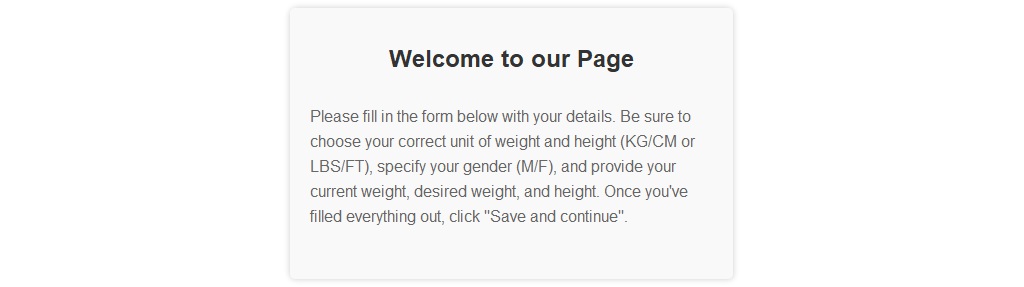 Welcome to our Page
Please fill in the form below with your details. Be sure to
choose your correct unit of weight and height (KG/CM or
LBS/FT), specify your gender (M/F), and provide your
current weight, desired weight, and height. Once you've
filled everything out, click "Save and continue".